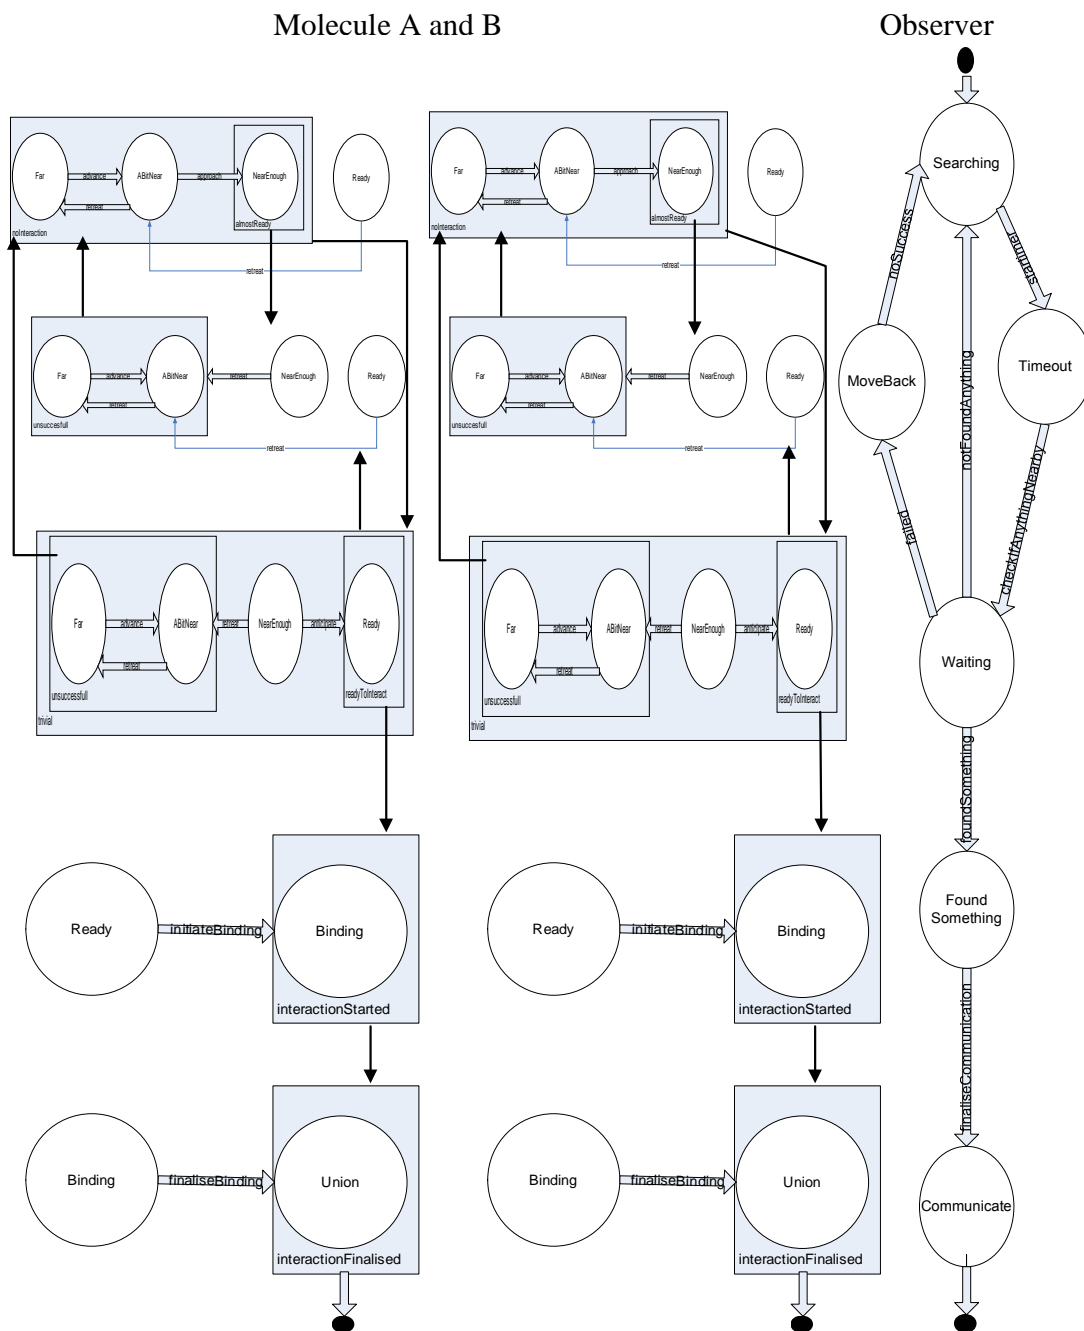 Molecule A and B
Observer
Far
advance
retreat
ABitNear
approach
NearEnough
almostReady
noInteraction
Ready
retreat
Far
advance
retreat
ABitNear
retreat
NearEnough
Ready
unsuccesfull
retreat
Far
advance
retreat
ABitNear
retreat
NearEnough
anticipate
Ready
unsuccessfull
readyToInteract
trivial
Ready
initiateBinding
Binding
interactionStarted
Binding
finaliseBinding
Union
interactionFinalised
Far
advance
retreat
ABitNear
approach
NearEnough
almostReady
noInteraction
Ready
retreat
Far
advance
retreat
ABitNear
retreat
NearEnough
Ready
unsuccesfull
retreat
Far
advance
retreat
ABitNear
retreat
NearEnough
anticipate
Ready
unsuccessfull
readyToInteract
trivial
Ready
initiateBinding
Binding
interactionStarted
Binding
finaliseBinding
Union
interactionFinalised
Searching
noSuccess
startimer
notFoundAnything
MoveBack
Timeout
failed
checkIfAnythingNearby
Waiting
foundSomething
Found
Something
finaliseCommunication
Communicate